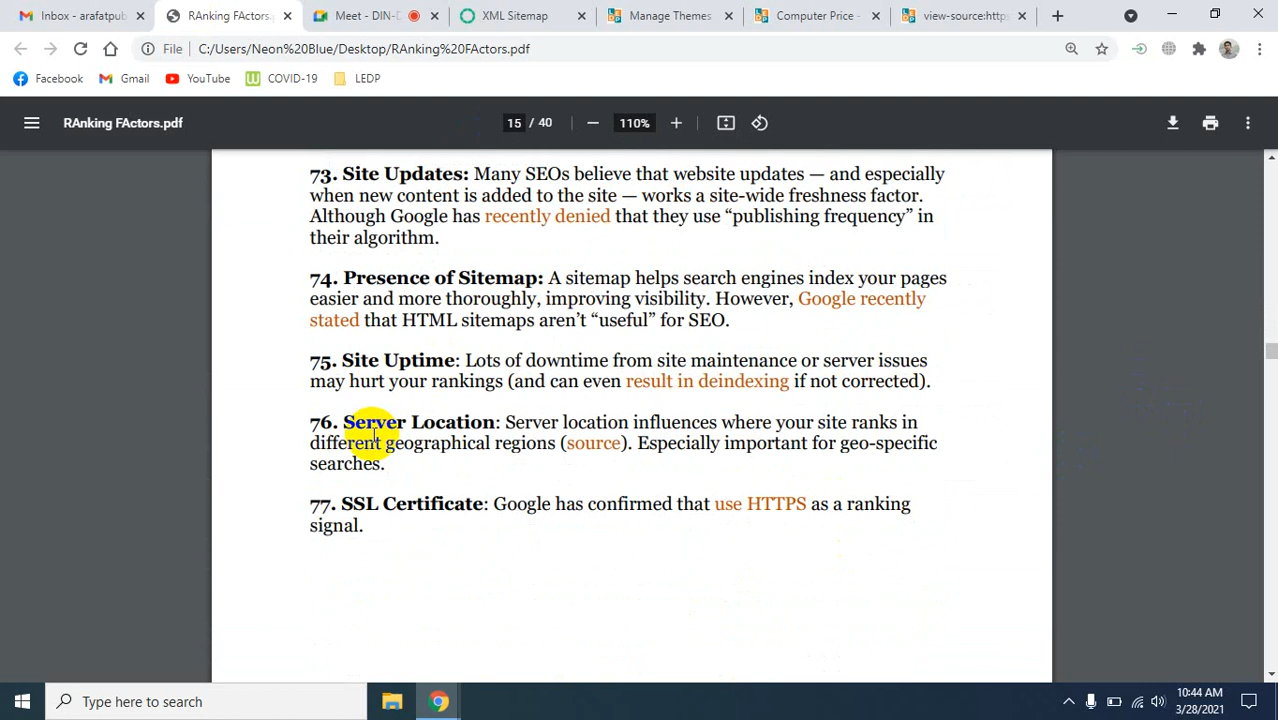 Inbox - arafatpub
RAnking FActors.
Meet - DIN-D
XML Sitemap
Manage Themes
Computer Price -
view-source:https
File C:/Users/Neon%20Blue/Desktop/RAnking%20FActors.pdf
Facebook
Gmail
YouTube
COVID-19
LEDP
RAnking FActors.pdf
15 / 40
110%
73. Site Updates: Many SEOs believe that website updates — and especially
when new content is added to the site — works a site-wide freshness factor.
Although Google has recently denied that they use “publishing frequency” in
their algorithm.
74. Presence of Sitemap: A sitemap helps search engines index your pages
easier and more thoroughly, improving visibility. However, Google recently
stated that HTML sitemaps aren’t “useful” for SEO.
75. Site Uptime: Lots of downtime from site maintenance or server issues
may hurt your rankings (and can even result in deindexing if not corrected).
76. Server Location: Server location influences where your site ranks in
different geographical regions (source). Especially important for geo-specific
searches.
77. SSL Certificate: Google has confirmed that use HTTPS as a ranking
signal.
Type here to search
10:44 AM
3/28/2021